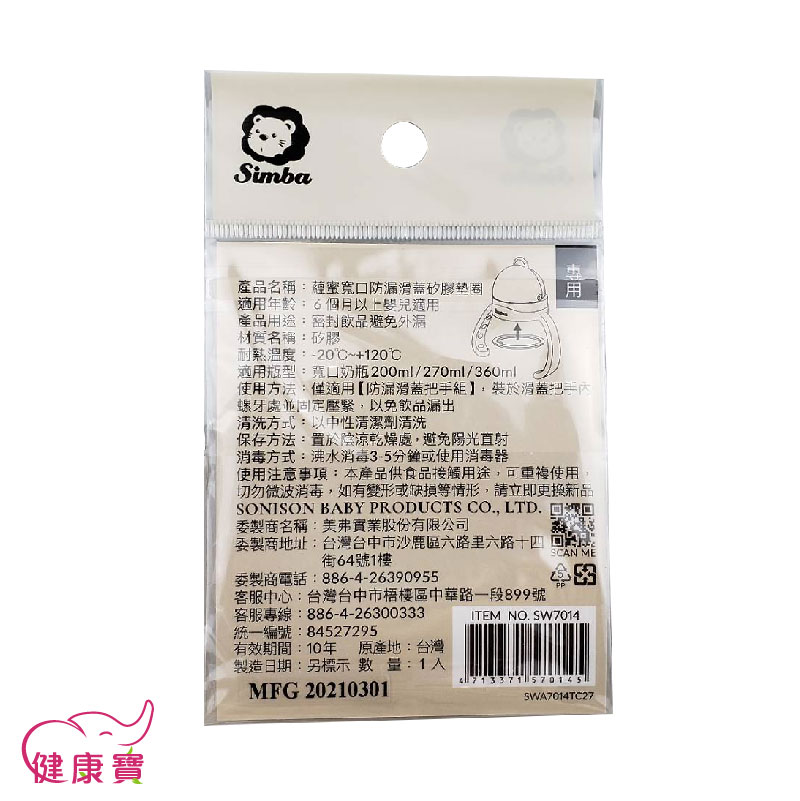 Simba
專用
產品名稱：蘊蜜寬口防漏滑蓋矽膠墊圈
適用年齡：6個月以上嬰兒適用
產品用途：密封飲品避免外漏
材質名稱：矽膠
耐熱溫度：-20℃~+120℃
適用瓶型：寬口奶瓶200ml/270ml/360ml
使用方法：僅適用【防漏滑蓋把手組】，裝於滑蓋把手內
螺牙處並固定壓緊，以免飲品漏出
清洗方式：以中性清潔劑清洗
保存方法：置於陰涼乾燥處，避免陽光直射
消毒方式：沸水消毒3-5分鐘或使用消毒器
使用注意事項：本產品供食品接觸用途，可重複使用，
切勿微波消毒，如有變形或缺損等情形，請立即更換新品
SONISON BABY PRODUCTS CO., LTD.
委製商名稱：美弗實業股份有限公司
委製商地址：台灣台中市沙鹿區六路里六路十四
街64號1樓
SCAN ME
委製商電話：886-4-26390955
5
PP
客服中心：台灣台中市梧棲區中華路一段899號
客服專線：886-4-26300333
統一編號：84527295
有效期間：10年 原產地：台灣
製造日期：另標示 數 量：1入
MFG 20210301
ITEM NO. SW7014
4713371570145
SWA7014TC27
健康寶